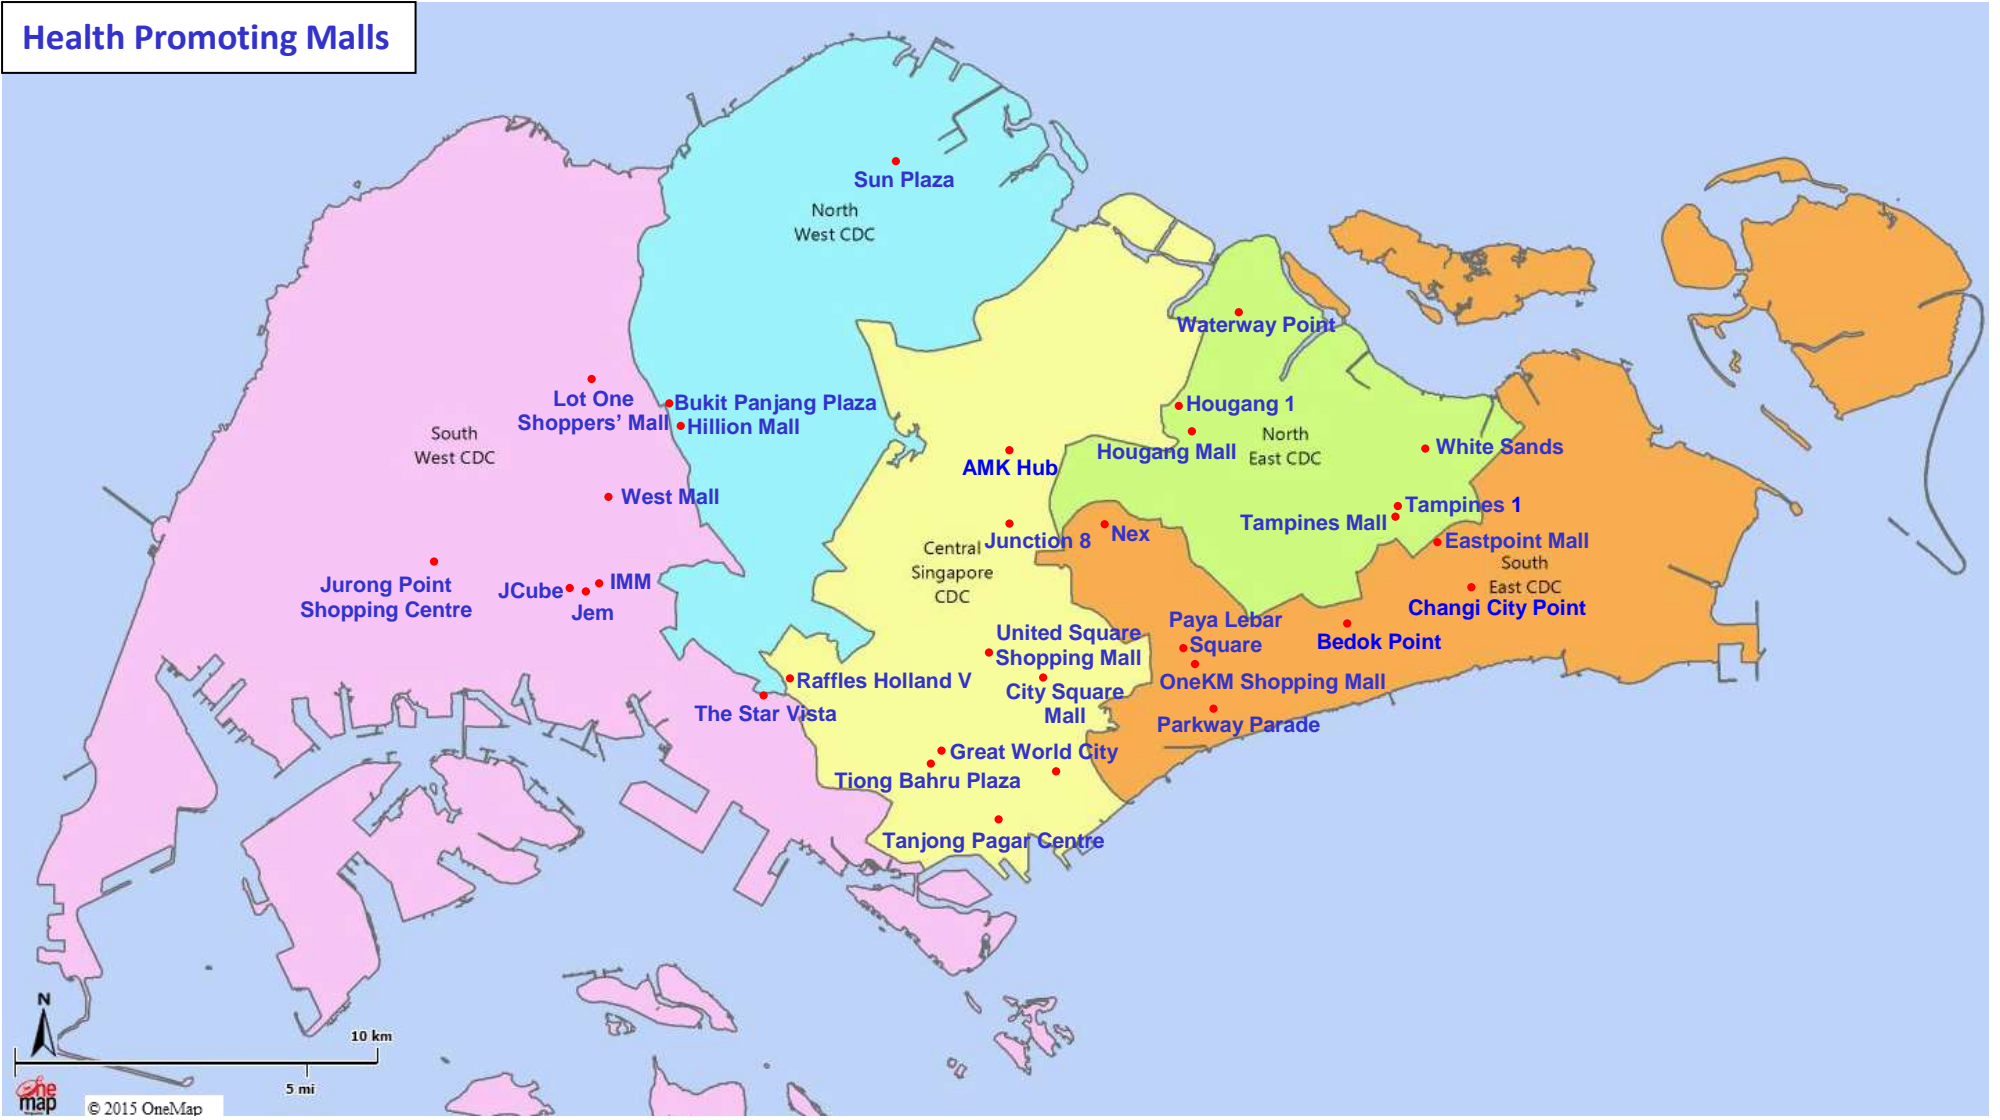 Health Promoting Malls
Sun Plaza
North
West CDC
Waterway Point
Lot One
Shoppers’ Mall
Bukit Panjang Plaza
Hillion Mall
Hougang 1
South
West CDC
North
East CDC
Hougang Mall
White Sands
AMK Hub
West Mall
Tampines 1
Tampines Mall
Junction 8
Nex
Eastpoint Mall
Central
Singapore
CDC
South
East CDC
Jurong Point
Shopping Centre
JCube
IMM
Jem
Changi City Point
Paya Lebar
Square
Bedok Point
United Square
Shopping Mall
Raffles Holland V
OneKM Shopping Mall
City Square
Mall
The Star Vista
Parkway Parade
Great World City
Tiong Bahru Plaza
Tanjong Pagar Centre
N
10 km
5 mi
One
map
© 2015 OneMap